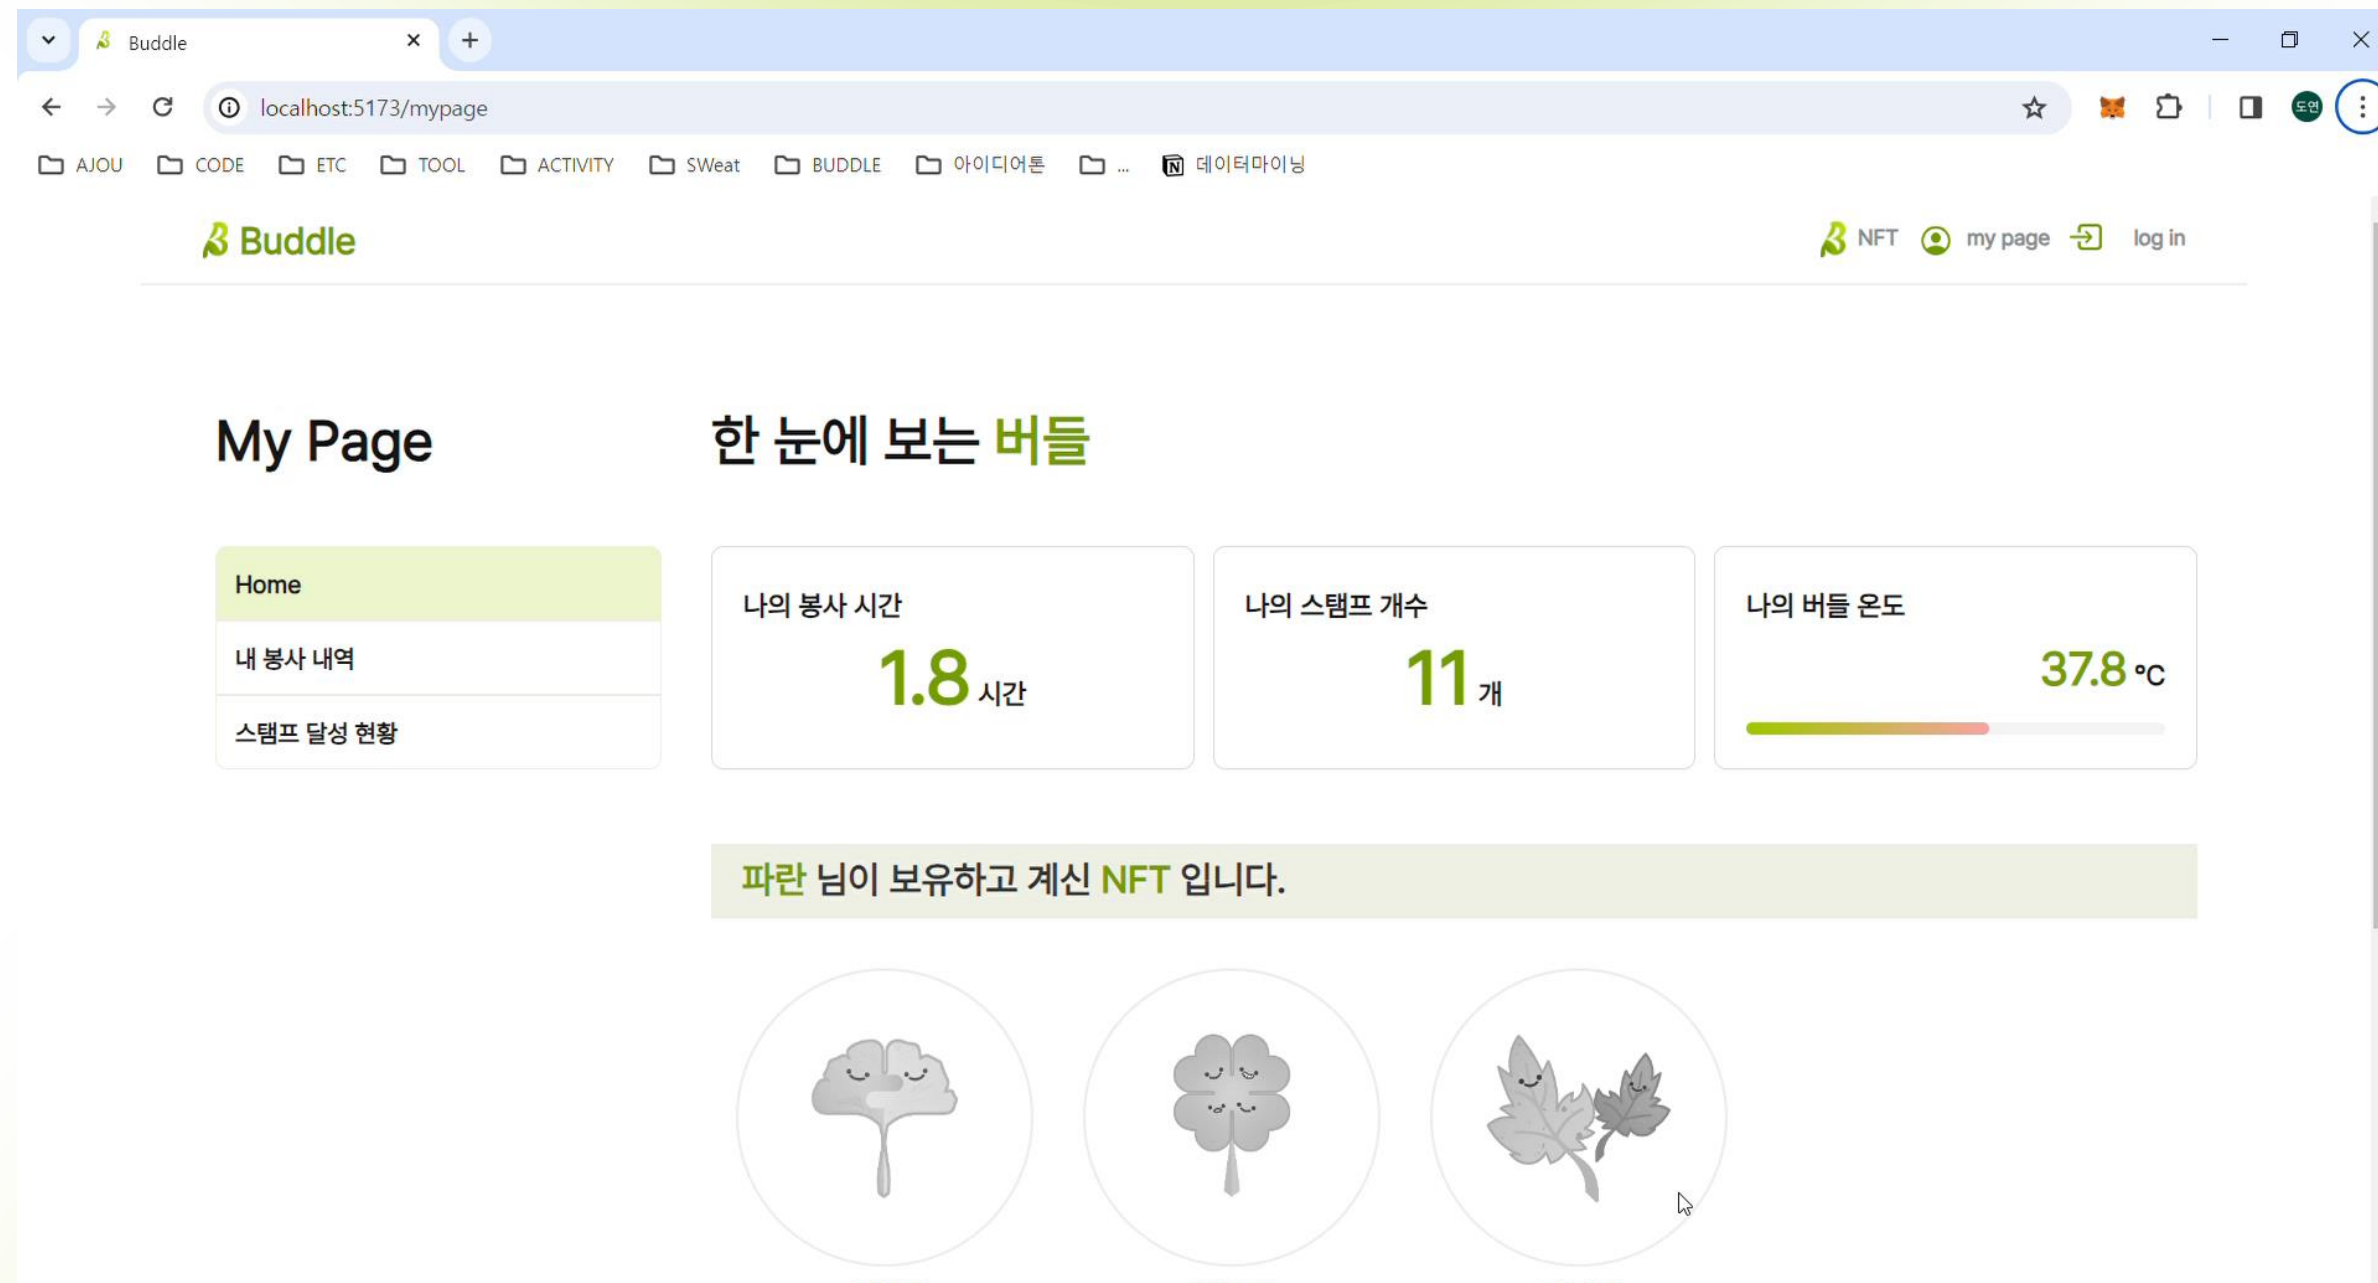 Buddle
localhost:5173/mypage
도연
AJOU CODE ETC TOOL ACTIVITY SWeat BUDDLE 아이디어톤 ... 데이터마이닝
Buddle NFT my page log in
My Page
한 눈에 보는 버들
Home
내 봉사 내역
스탬프 달성 현황
나의 봉사 시간
1.8 시간
나의 스탬프 개수
11 개
나의 버들 온도
37.8 °C
파란 님이 보유하고 계신 NFT 입니다.